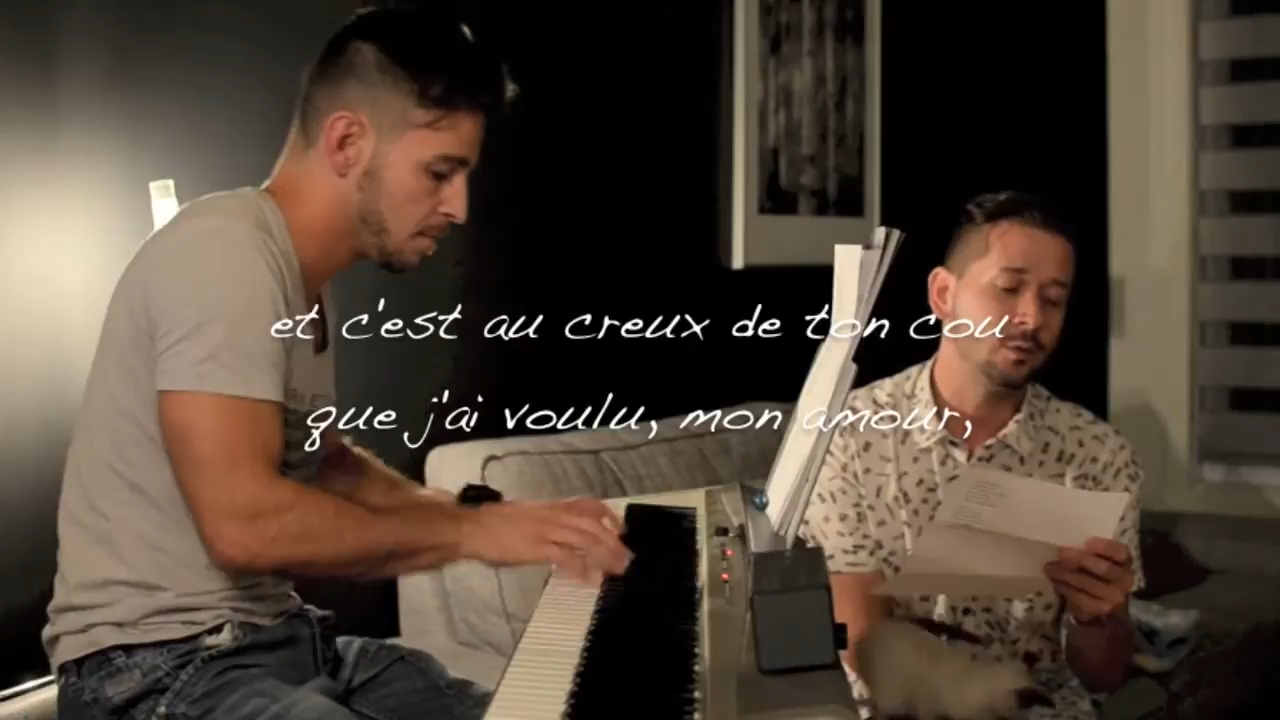 et c'est au creux de ton cou
que j'ai voulu, mon amour,